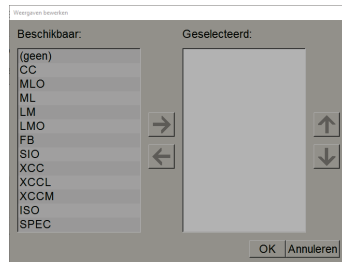 Weergaven bewerken
Beschikbaar:
Geselecteerd:
(geen)
CC
MLO
ML
LM
LMO
FB
SIO
XCC
XCCL
XCCM
ISO
SPEC
OK
Annuleren